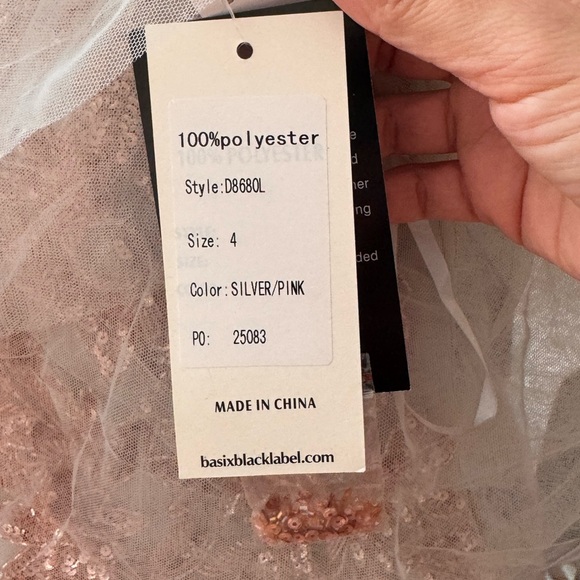 100%polyester
Style:D8680L
Size: 4
Color:SILVER/PINK
PO: 25083
MADE IN CHINA
basixblacklabel.com